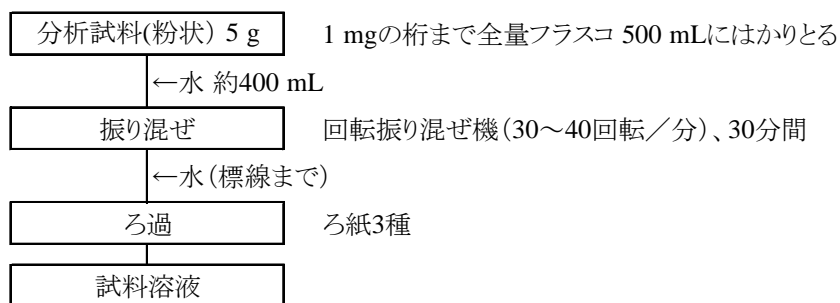 分析試料(粉状) 5 g 1 mgの桁まで全量フラスコ 500 mLにはかりとる
←水 約400 mL
振り混ぜ 回転振り混ぜ機(30～40回転／分)、30分間
←水(標線まで)
ろ過 ろ紙3種
試料溶液